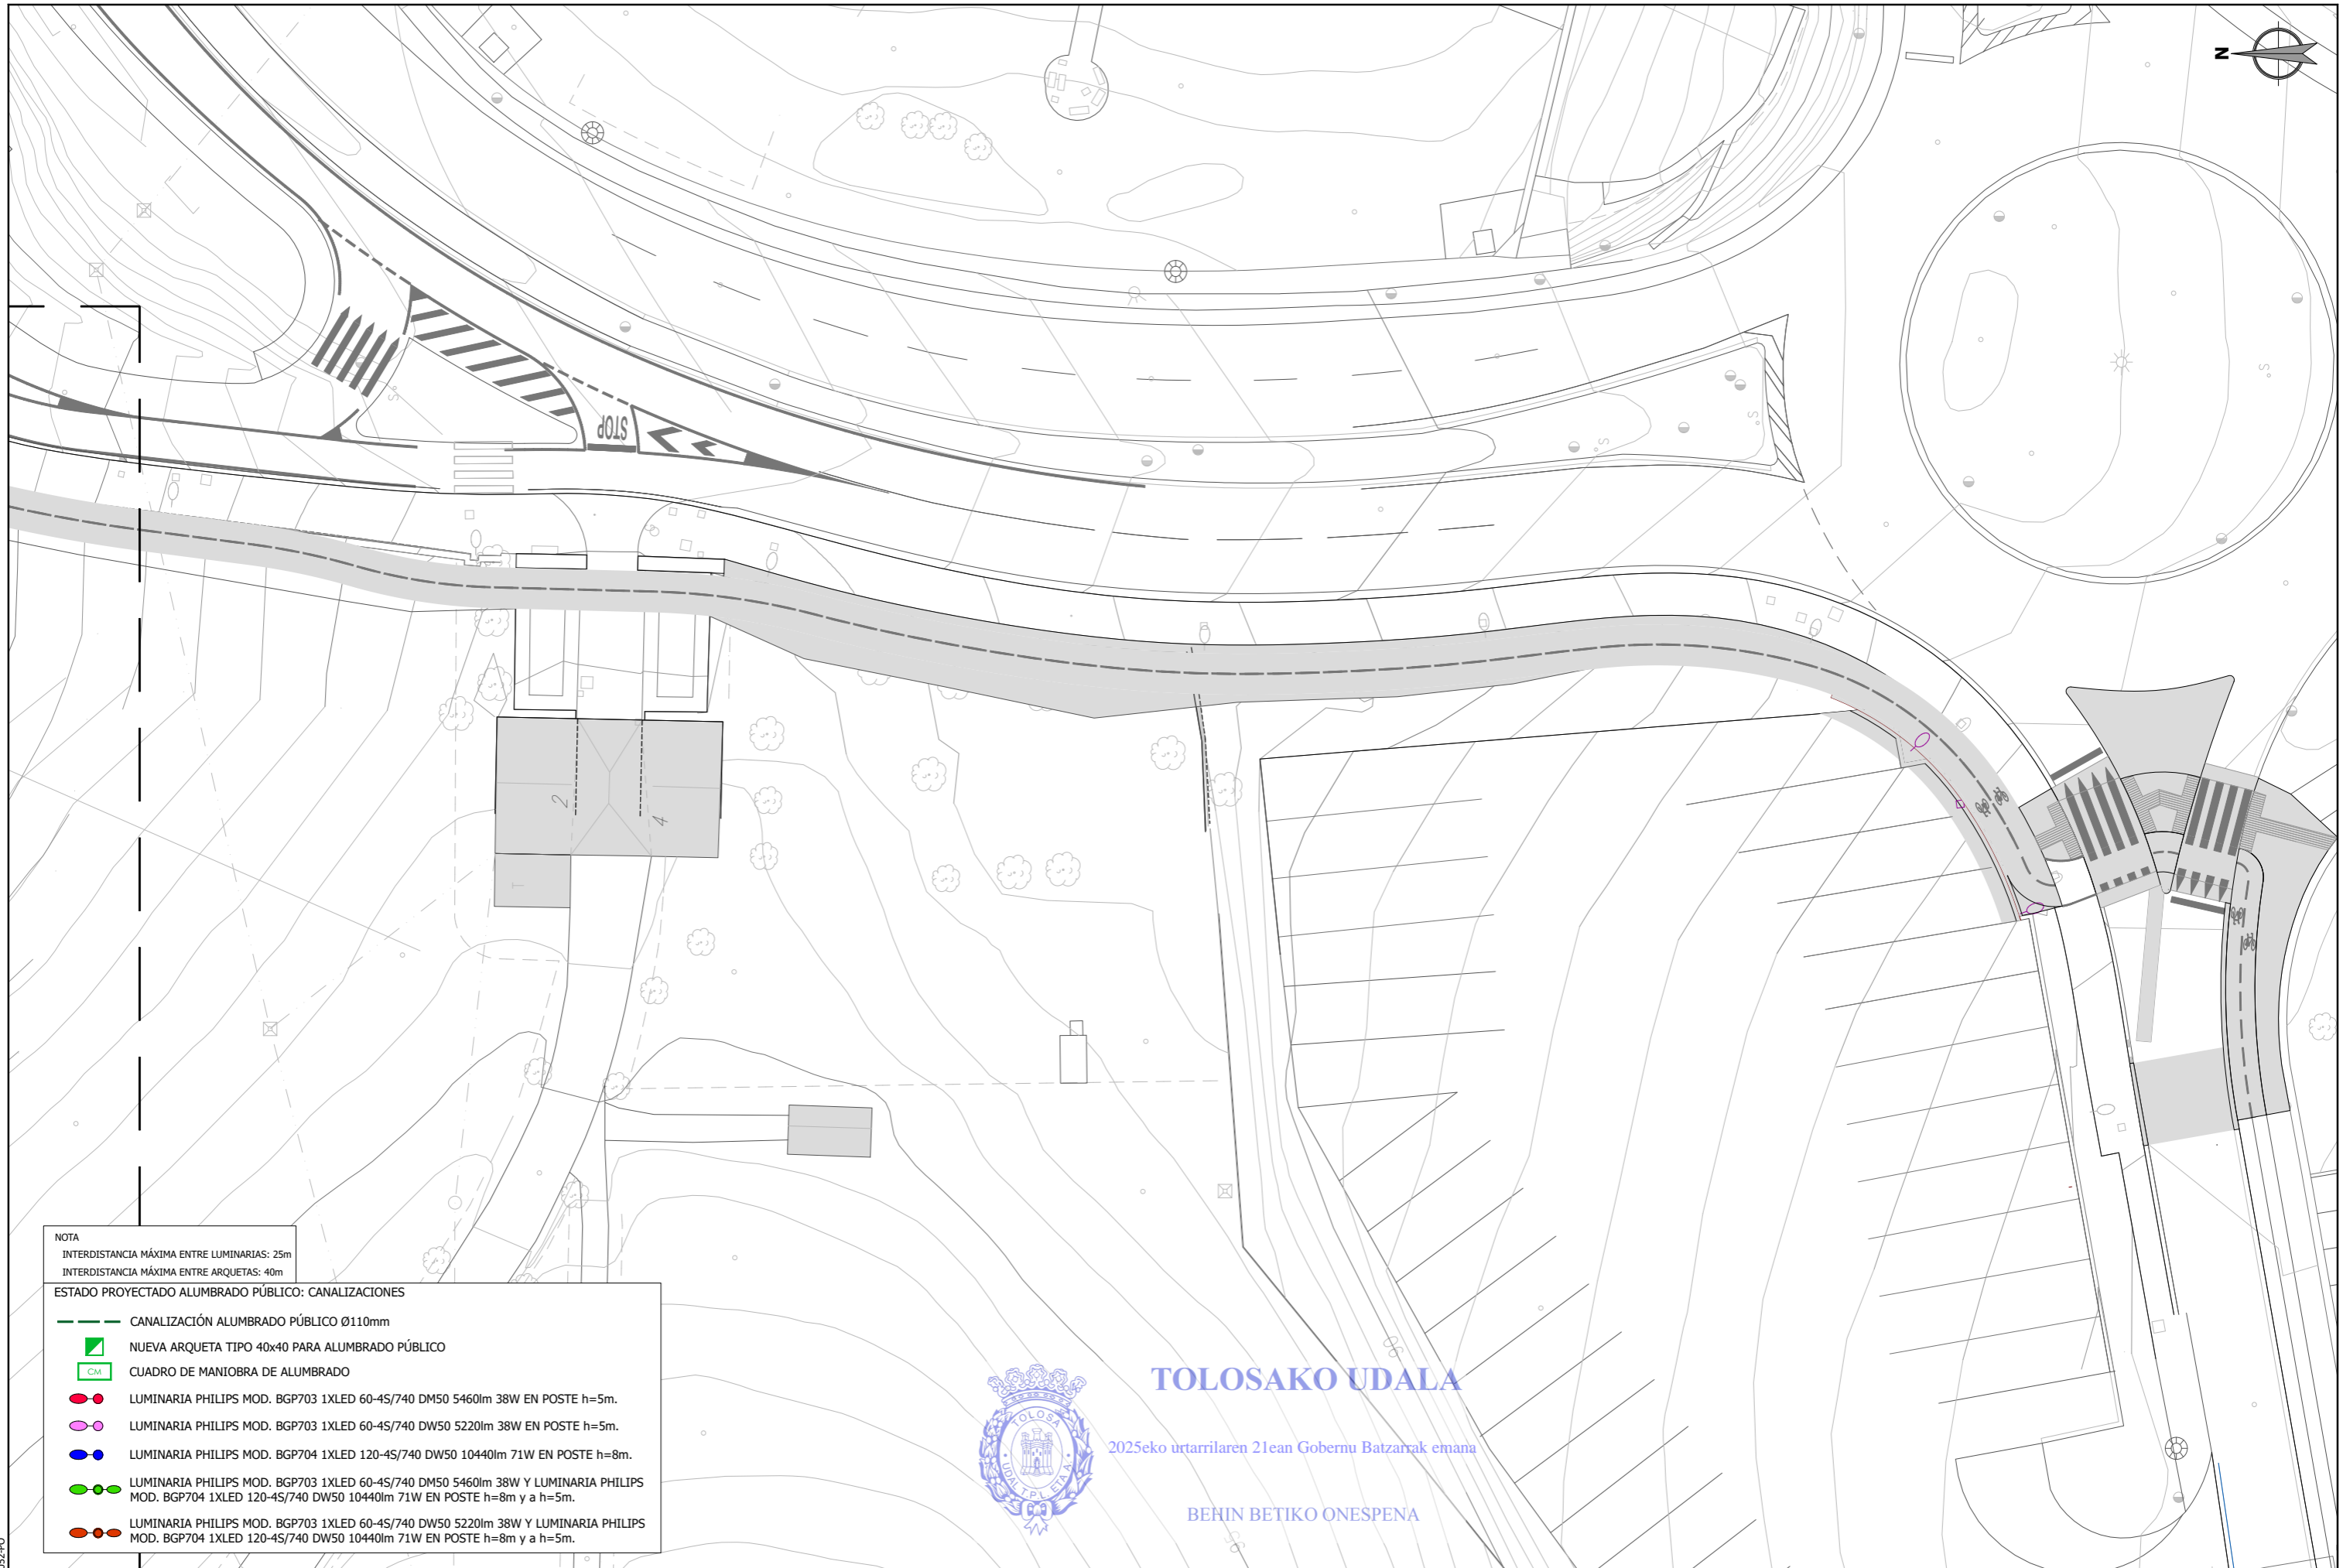 N
STOP
2
4
T
S
S
S
NOTA
INTERDISTANCIA MÁXIMA ENTRE LUMINARIAS: 25m
INTERDISTANCIA MÁXIMA ENTRE ARQUETAS: 40m
ESTADO PROYECTADO ALUMBRADO PÚBLICO: CANALIZACIONES
CANALIZACIÓN ALUMBRADO PÚBLICO Ø110mm
NUEVA ARQUETA TIPO 40x40 PARA ALUMBRADO PÚBLICO
CM CUADRO DE MANIOBRA DE ALUMBRADO
LUMINARIA PHILIPS MOD. BGP703 1XLED 60-4S/740 DM50 5460lm 38W EN POSTE h=5m.
LUMINARIA PHILIPS MOD. BGP703 1XLED 60-4S/740 DW50 5220lm 38W EN POSTE h=5m.
LUMINARIA PHILIPS MOD. BGP704 1XLED 120-4S/740 DW50 10440lm 71W EN POSTE h=8m.
LUMINARIA PHILIPS MOD. BGP703 1XLED 60-4S/740 DM50 5460lm 38W Y LUMINARIA PHILIPS
MOD. BGP704 1XLED 120-4S/740 DW50 10440lm 71W EN POSTE h=8m y a h=5m.
LUMINARIA PHILIPS MOD. BGP703 1XLED 60-4S/740 DW50 5220lm 38W Y LUMINARIA PHILIPS
MOD. BGP704 1XLED 120-4S/740 DW50 10440lm 71W EN POSTE h=8m y a h=5m.
TOLOSAKO UDALA
2025eko urtarrilaren 21ean Gobernu Batzarrak emana
BEHIN BETIKO ONESPENA
TOLOSA
UDAL T.P.L. ETA A.